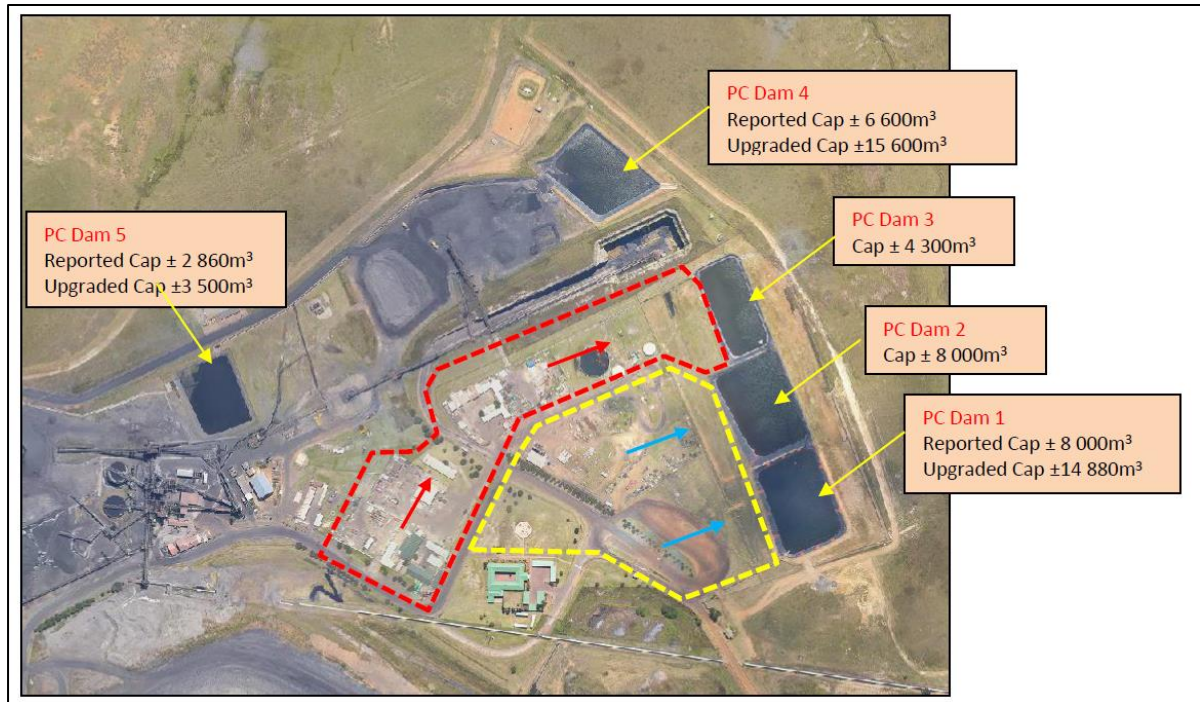 PC Dam 4
Reported Cap ± 6 600m³
Upgraded Cap ±15 600m³
PC Dam 3
Cap ± 4 300m³
PC Dam 5
Reported Cap ± 2 860m³
Upgraded Cap ±3 500m³
PC Dam 2
Cap ± 8 000m³
PC Dam 1
Reported Cap ± 8 000m³
Upgraded Cap ±14 880m³